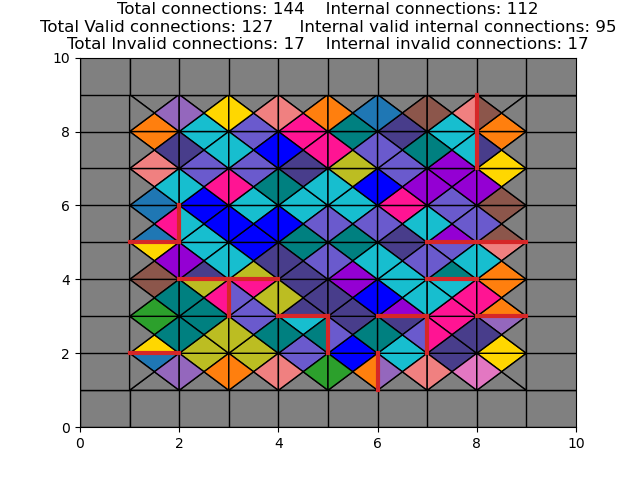 Total connections: 144    Internal connections: 112
Total Valid connections: 127     Internal valid internal connections: 95
Total Invalid connections: 17    Internal invalid connections: 17
10
8
6
4
2
0
0 2 4 6 8 10